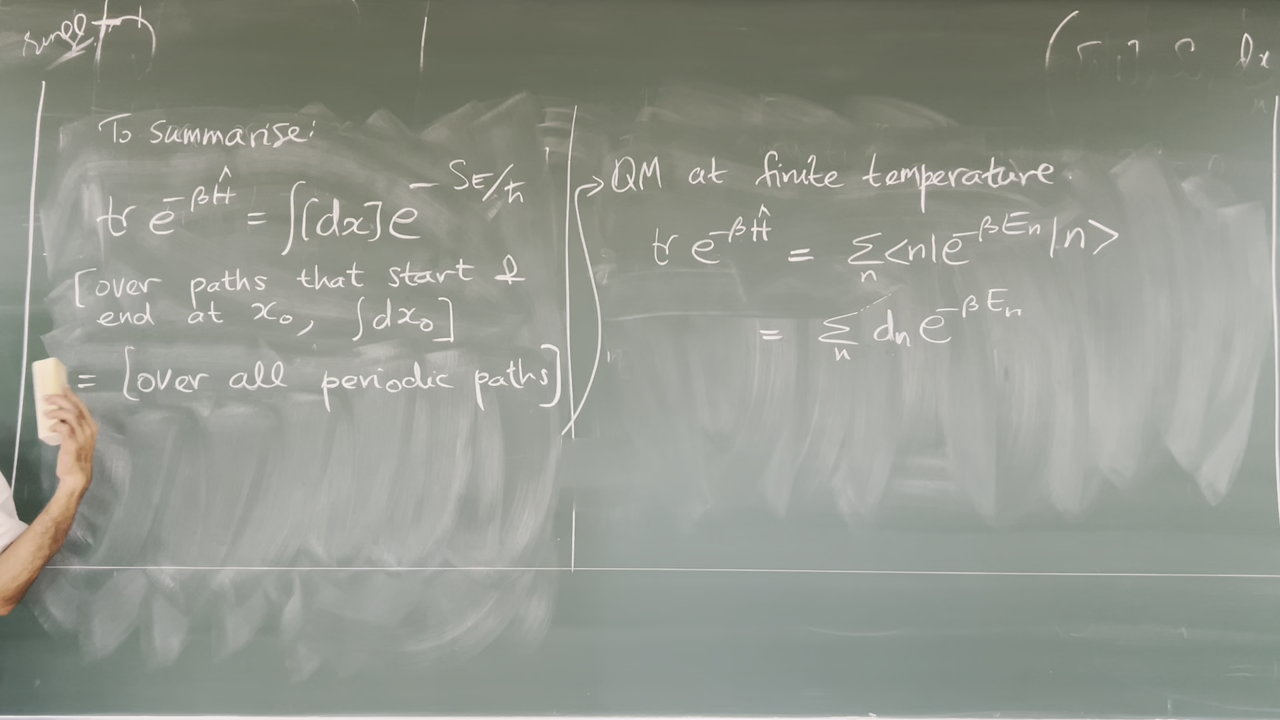 To summarise:
tr e^{-βĤ} = ∫[dx] e^{-S_E/ħ}
[over paths that start &
end at x₀, ∫dx₀]
= [over all periodic paths]
QM at finite temperature.
tr e^{-βĤ} = Σ_n <n|e^{-βE_n}|n>
= Σ_n d_n e^{-βE_n}